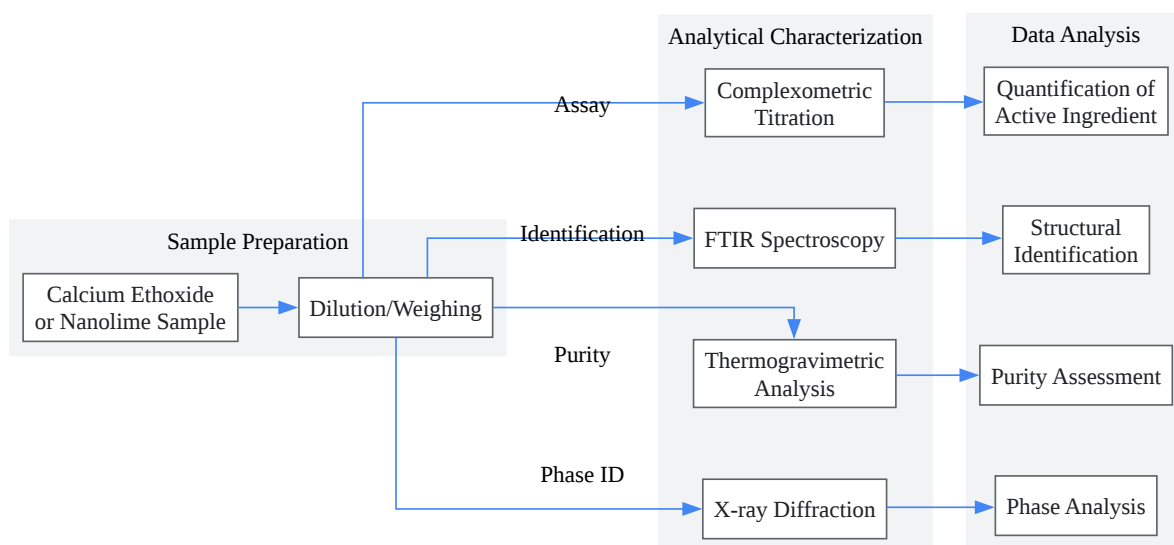 Analytical Characterization
Data Analysis
Assay
Complexometric
Titration
Quantification of
Active Ingredient
Sample Preparation
Identification
FTIR Spectroscopy
Structural
Identification
Calcium Ethoxide
or Nanolime Sample
Dilution/Weighing
Purity
Thermogravimetric
Analysis
Purity Assessment
Phase ID
X-ray Diffraction
Phase Analysis